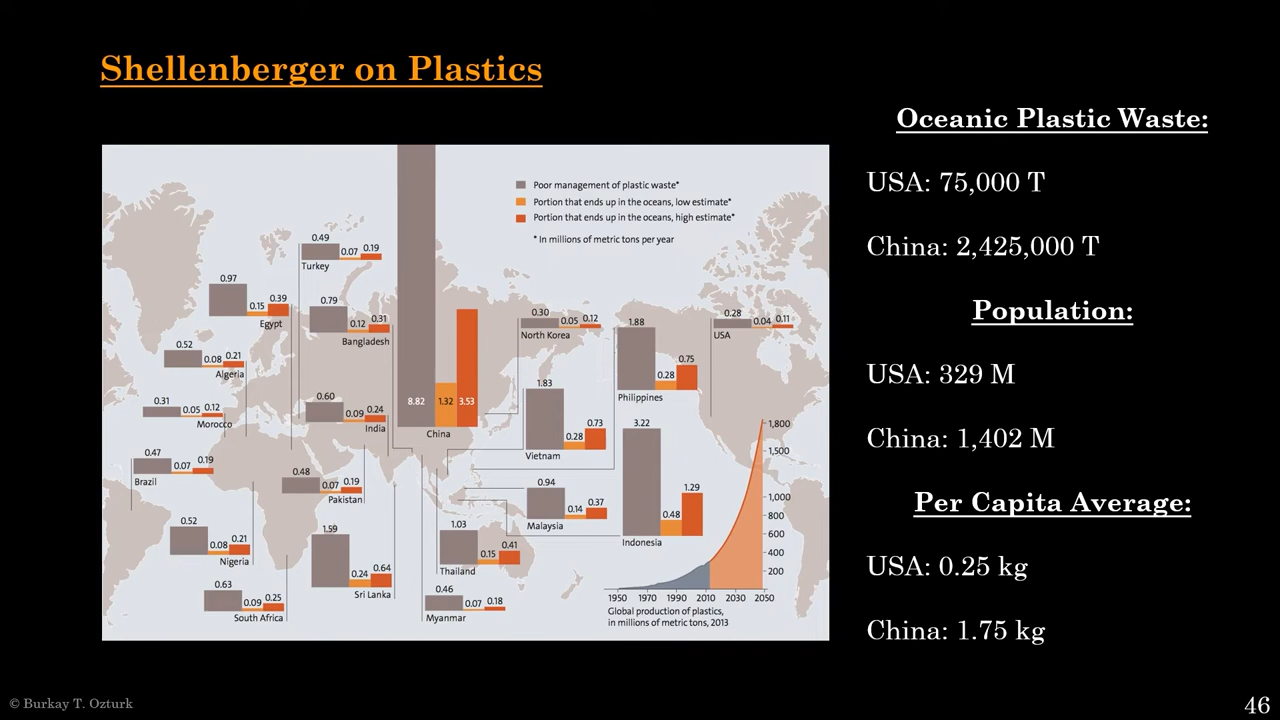 Shellenberger on Plastics
Poor management of plastic waste*
Portion that ends up in the oceans, low estimate*
Portion that ends up in the oceans, high estimate*
* In millions of metric tons per year
0.49 0.07 0.19
Turkey
0.97 0.15 0.39
Egypt
0.79 0.12 0.31
Bangladesh
0.52 0.08 0.21
Algeria
0.31 0.05 0.12
Morocco
0.60 0.09 0.24
India
8.82 1.32 3.53
China
0.30 0.05 0.12
North Korea
1.88 0.28 0.75
Philippines
0.28 0.04 0.11
USA
0.47 0.07 0.19
Brazil
0.48 0.07 0.19
Pakistan
1.83 0.28 0.73
Vietnam
3.22 0.48 1.29
Indonesia
0.94 0.14 0.37
Malaysia
0.52 0.08 0.21
Nigeria
1.59 0.24 0.64
Sri Lanka
1.03 0.15 0.41
Thailand
0.63 0.09 0.25
South Africa
0.46 0.07 0.18
Myanmar
1,800
1,500
1,000
800
600
400
200
1950 1970 1990 2010 2030 2050
Global production of plastics,
in millions of metric tons, 2013
Oceanic Plastic Waste:
USA: 75,000 T
China: 2,425,000 T
Population:
USA: 329 M
China: 1,402 M
Per Capita Average:
USA: 0.25 kg
China: 1.75 kg
© Burkay T. Ozturk
46